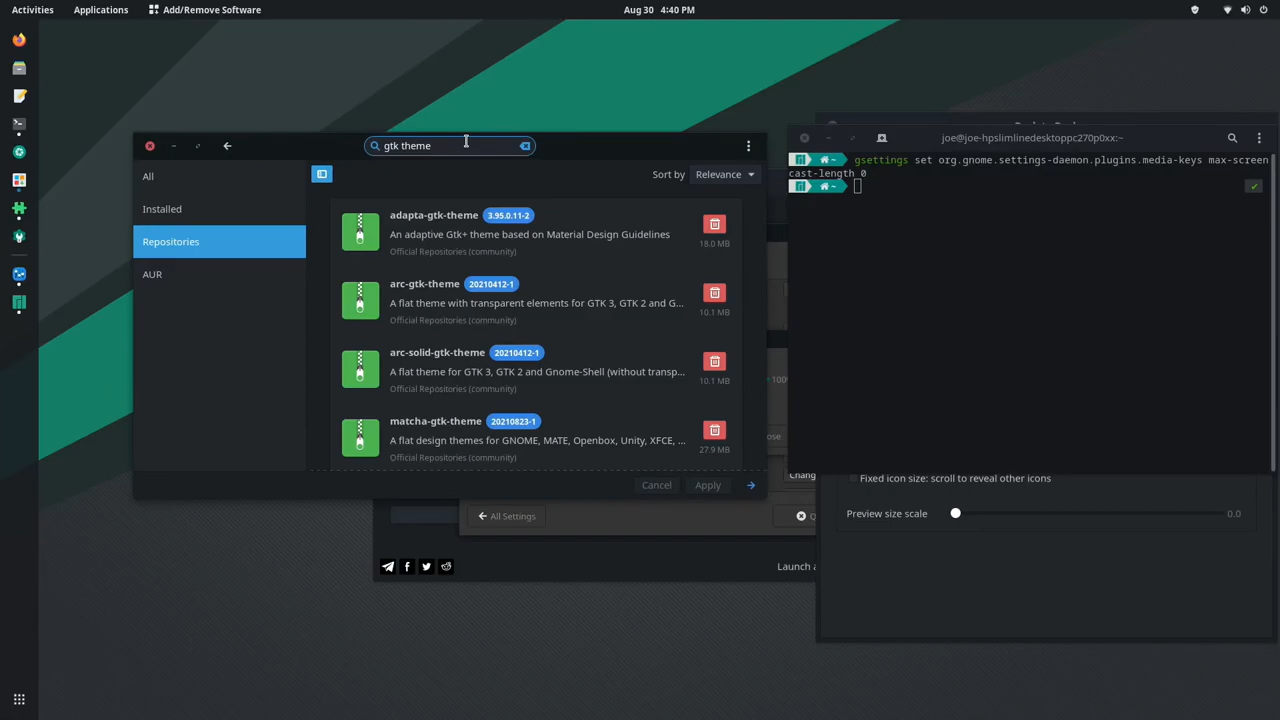 Activities Applications Add/Remove Software Aug 30 4:40 PM
gtk theme
All
Installed
Repositories
AUR
Sort by Relevance
adapta-gtk-theme 3.95.0.11-2
An adaptive Gtk+ theme based on Material Design Guidelines
Official Repositories (community)
18.0 MB
arc-gtk-theme 20210412-1
A flat theme with transparent elements for GTK 3, GTK 2 and G...
Official Repositories (community)
10.1 MB
arc-solid-gtk-theme 20210412-1
A flat theme for GTK 3, GTK 2 and Gnome-Shell (without transp...
Official Repositories (community)
10.1 MB
matcha-gtk-theme 20210823-1
A flat design themes for GNOME, MATE, Openbox, Unity, XFCE, ...
Official Repositories (community)
27.9 MB
Cancel Apply
joe@joe-hpslimlinedesktoppc270p0xx:~
~ gsettings set org.gnome.settings-daemon.plugins.media-keys max-screen
cast-length 0
~
100
ose
Chang
Fixed icon size: scroll to reveal other icons
Preview size scale 0.0
All Settings
Q
Launch a